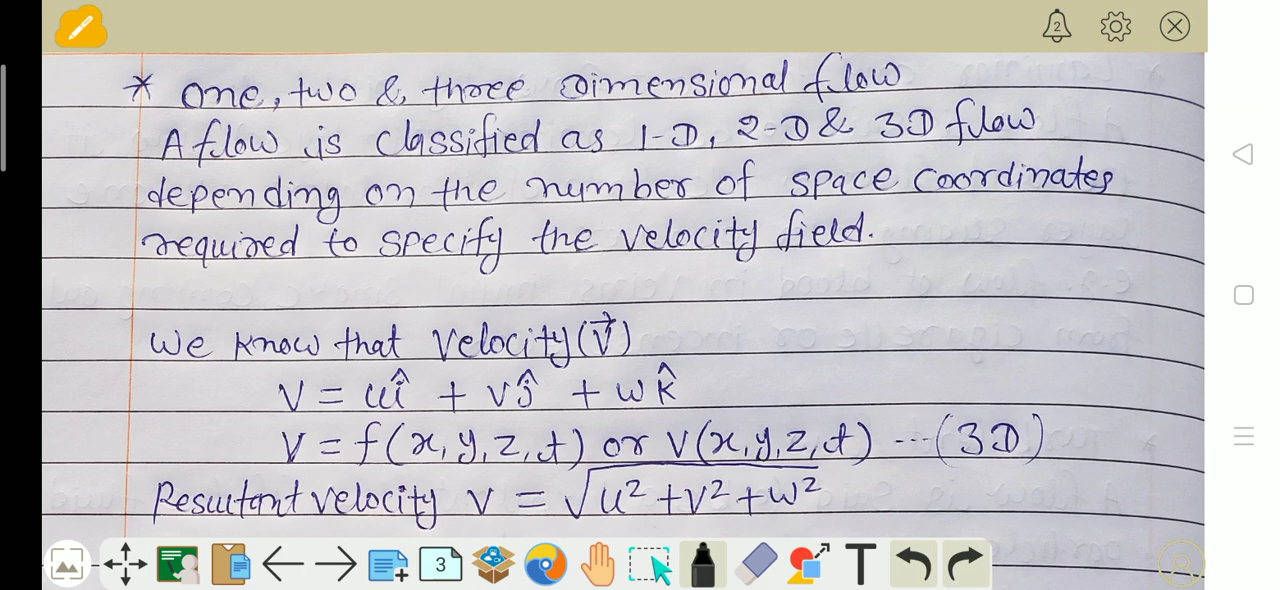 2
* One, two & three Dimensional flow
A flow is classified as 1-D, 2-D & 3D flow
depending on the number of space coordinates
required to specify the velocity field.
We know that velocity (V⃗)
V = uî + vĵ + wk̂
V = f(x, y, z, t) or V(x, y, z, t) ---(3D)
Resultant velocity V = √u² + v² + w²
3
T